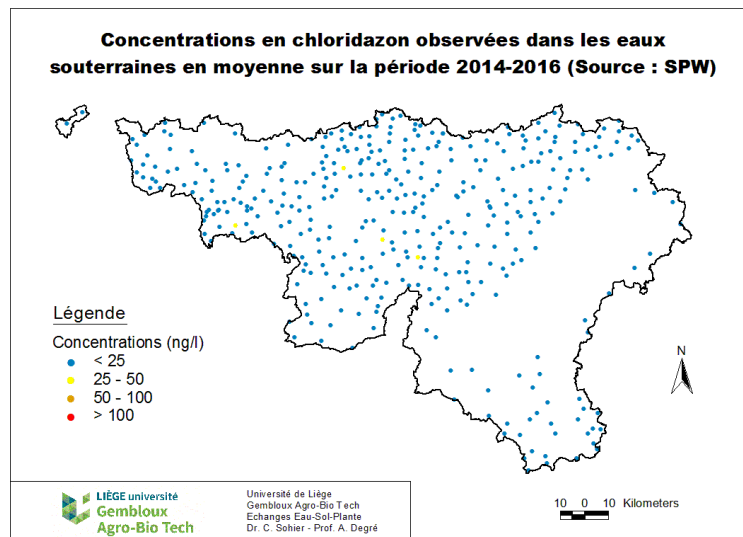 Concentrations en chloridazon observées dans les eaux
souterraines en moyenne sur la période 2014-2016 (Source : SPW)
Légende
Concentrations (ng/l)
< 25
25 - 50
50 - 100
> 100
N
10 0 10 Kilometers
LIÈGE université
Gembloux
Agro-Bio Tech
Université de Liège
Gembloux Agro-Bio Tech
Echanges Eau-Sol-Plante
Dr. C. Sohier - Prof. A. Degré